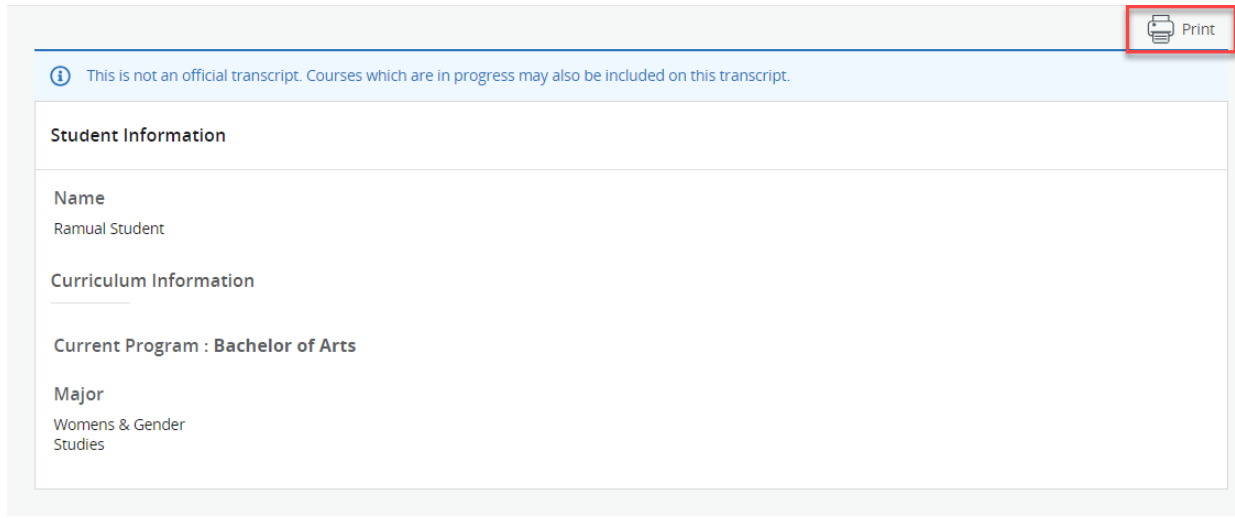 Print
This is not an official transcript. Courses which are in progress may also be included on this transcript.
Student Information
Name
Ramual Student
Curriculum Information
Current Program : Bachelor of Arts
Major
Womens & Gender
Studies